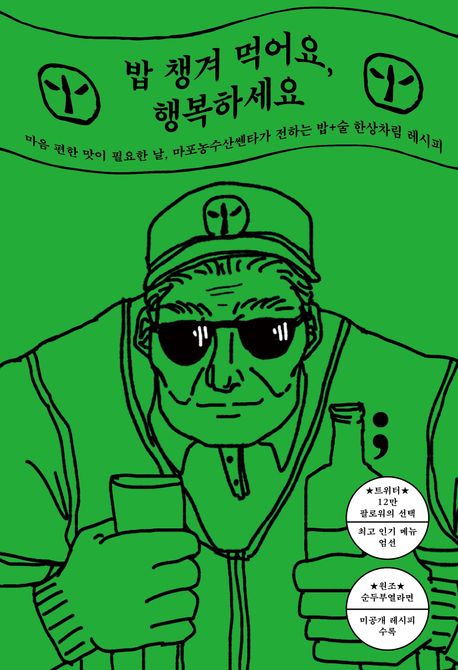 밥 챙겨 먹어요,
행복하세요
마음 편한 맛이 필요한 날, 마포농수산쎈타가 전하는 밥+술 한상차림 레시피
;
★트위터★
12만
팔로워의 선택
최고 인기 메뉴
엄선
★원조★
순두부열라면
미공개 레시피
수록